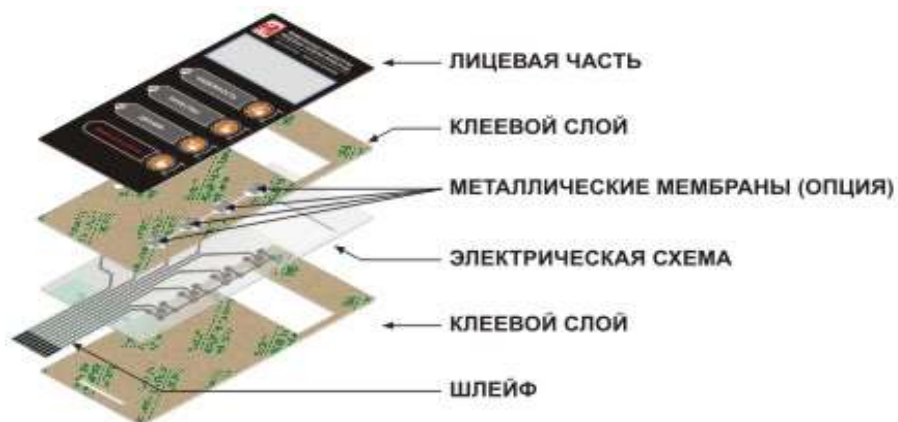 ЛИЦЕВАЯ ЧАСТЬ
КЛЕЕВОЙ СЛОЙ
МЕТАЛЛИЧЕСКИЕ МЕМБРАНЫ (ОПЦИЯ)
ЭЛЕКТРИЧЕСКАЯ СХЕМА
КЛЕЕВОЙ СЛОЙ
ШЛЕЙФ